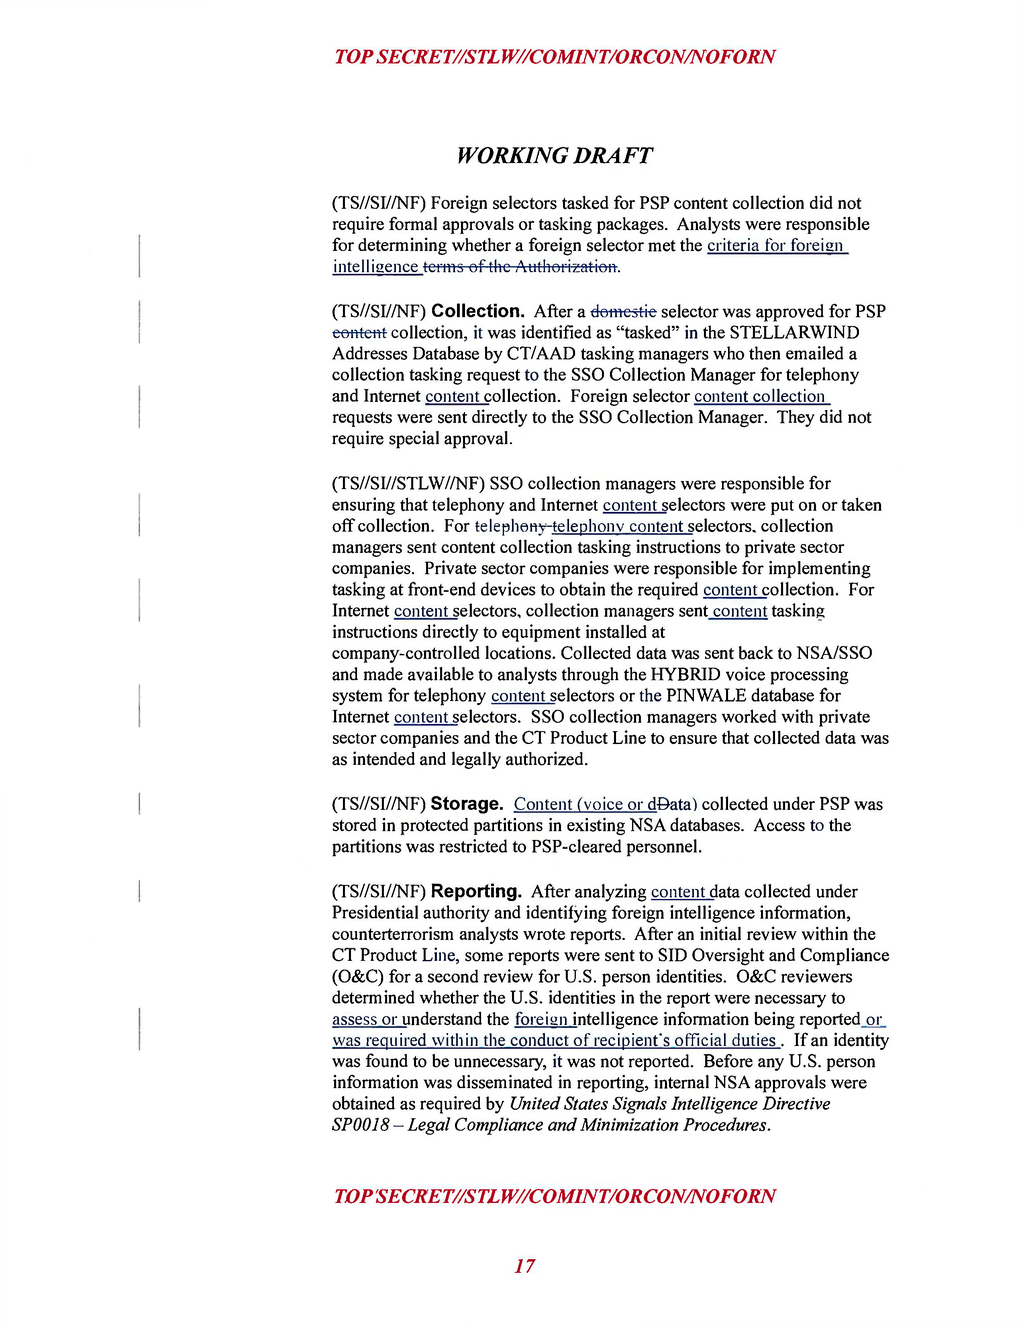 TOP SECRET//STLW//COMINT/ORCON/NOFORN
WORKING DRAFT
(TS//SI//NF) Foreign selectors tasked for PSP content collection did not
require formal approvals or tasking packages. Analysts were responsible
for determining whether a foreign selector met the criteria for foreign
intelligence terms of the Authorization.
(TS//SI//NF) Collection. After a domestic selector was approved for PSP
content collection, it was identified as “tasked” in the STELLARWIND
Addresses Database by CT/AAD tasking managers who then emailed a
collection tasking request to the SSO Collection Manager for telephony
and Internet content collection. Foreign selector content collection
requests were sent directly to the SSO Collection Manager. They did not
require special approval.
(TS//SI//STLW//NF) SSO collection managers were responsible for
ensuring that telephony and Internet content selectors were put on or taken
off collection. For telephony-telephony content selectors, collection
managers sent content collection tasking instructions to private sector
companies. Private sector companies were responsible for implementing
tasking at front-end devices to obtain the required content collection. For
Internet content selectors, collection managers sent content tasking
instructions directly to equipment installed at
company-controlled locations. Collected data was sent back to NSA/SSO
and made available to analysts through the HYBRID voice processing
system for telephony content selectors or the PINWALE database for
Internet content selectors. SSO collection managers worked with private
sector companies and the CT Product Line to ensure that collected data was
as intended and legally authorized.
(TS//SI//NF) Storage. Content (voice or dData) collected under PSP was
stored in protected partitions in existing NSA databases. Access to the
partitions was restricted to PSP-cleared personnel.
(TS//SI//NF) Reporting. After analyzing content data collected under
Presidential authority and identifying foreign intelligence information,
counterterrorism analysts wrote reports. After an initial review within the
CT Product Line, some reports were sent to SID Oversight and Compliance
(O&C) for a second review for U.S. person identities. O&C reviewers
determined whether the U.S. identities in the report were necessary to
assess or understand the foreign intelligence information being reported or
was required within the conduct of recipient's official duties . If an identity
was found to be unnecessary, it was not reported. Before any U.S. person
information was disseminated in reporting, internal NSA approvals were
obtained as required by United States Signals Intelligence Directive
SP0018 – Legal Compliance and Minimization Procedures.
TOP'SECRET//STLW//COMINT/ORCON/NOFORN
17